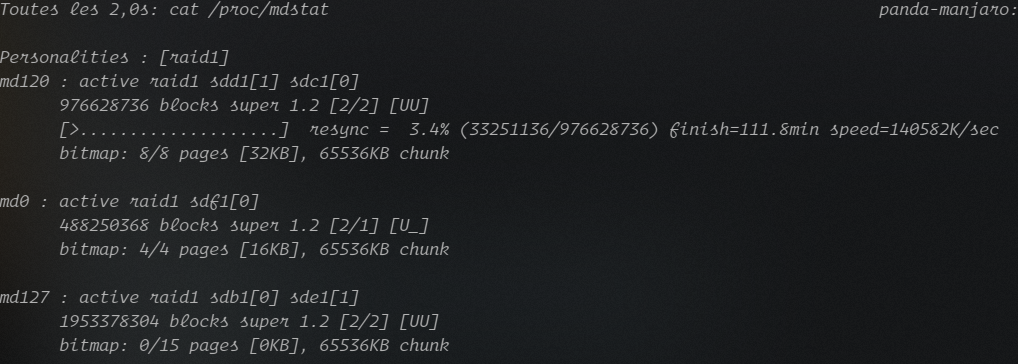 Toutes les 2,0s: cat /proc/mdstat panda-manjaro:
Personalities : [raid1]
md120 : active raid1 sdd1[1] sdc1[0]
976628736 blocks super 1.2 [2/2] [UU]
[>....................] resync = 3.4% (33251136/976628736) finish=111.8min speed=140582K/sec
bitmap: 8/8 pages [32KB], 65536KB chunk
md0 : active raid1 sdf1[0]
488250368 blocks super 1.2 [2/1] [U_]
bitmap: 4/4 pages [16KB], 65536KB chunk
md127 : active raid1 sdb1[0] sde1[1]
1953378304 blocks super 1.2 [2/2] [UU]
bitmap: 0/15 pages [0KB], 65536KB chunk